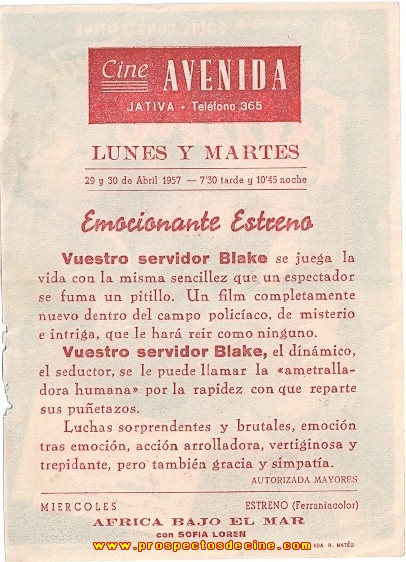 Cine AVENIDA
JATIVA - Teléfono 365
LUNES Y MARTES
29 y 30 de Abril 1957 — 7'30 tarde y 10'45 noche
Emocionante Estreno
Vuestro servidor Blake se juega la
vida con la misma sencillez que un espectador
se fuma un pitillo. Un film completamente
nuevo dentro del campo policíaco, de misterio
e intriga, que le hará reir como ninguno.
Vuestro servidor Blake, el dinámico,
el seductor, se le puede llamar la «ametralla-
dora humana» por la rapidez con que reparte
sus puñetazos.
Luchas sorprendentes y brutales, emoción
tras emoción, acción arrolladora, vertiginosa y
trepidante, pero también gracia y simpatía.
AUTORIZADA MAYORES
MIERCOLES ESTRENO (Ferraniacolor)
AFRICA BAJO EL MAR
con SOFIA LOREN
www.prospectosdecine.com
VDA R. MATÉU